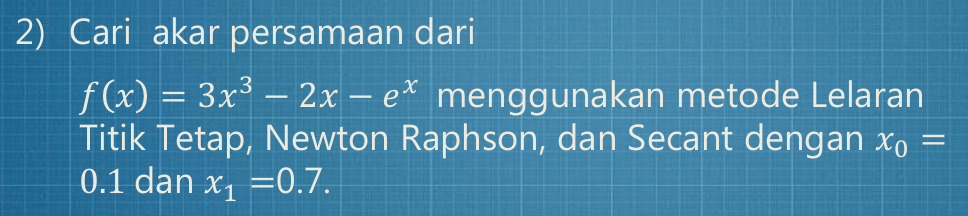 2) Cari akar persamaan dari
𝑓(𝑥) = 3𝑥³ − 2𝑥 − 𝑒ˣ menggunakan metode Lelaran
Titik Tetap, Newton Raphson, dan Secant dengan 𝑥₀ =
0.1 dan 𝑥₁ =0.7.